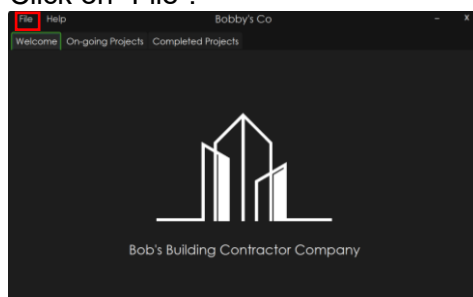 Click on "File".
File Help Bobby's Co - x
Welcome On-going Projects Completed Projects
Bob's Building Contractor Company